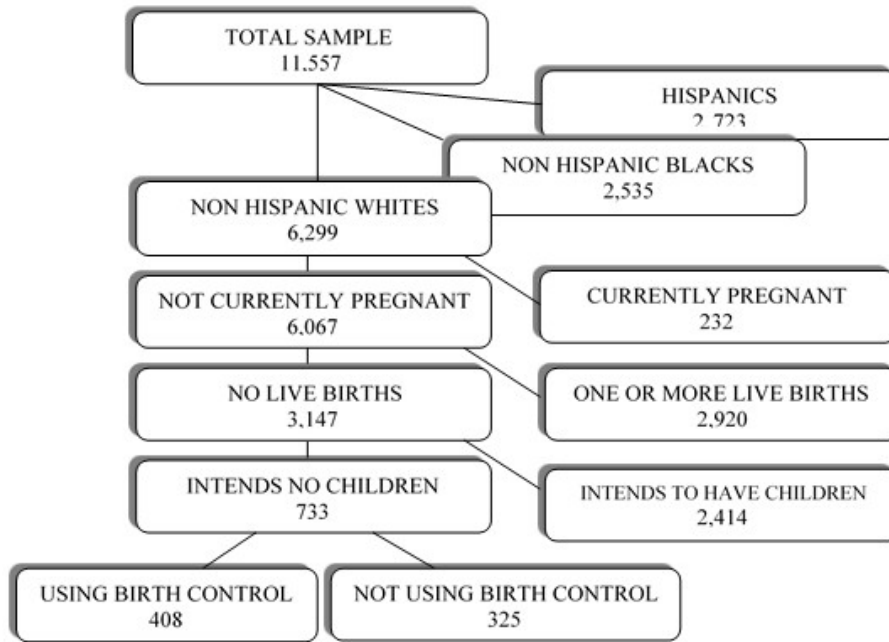 TOTAL SAMPLE
11,557
HISPANICS
2,723
NON HISPANIC BLACKS
2,535
NON HISPANIC WHITES
6,299
NOT CURRENTLY PREGNANT
6,067
CURRENTLY PREGNANT
232
NO LIVE BIRTHS
3,147
ONE OR MORE LIVE BIRTHS
2,920
INTENDS NO CHILDREN
733
INTENDS TO HAVE CHILDREN
2,414
USING BIRTH CONTROL
408
NOT USING BIRTH CONTROL
325